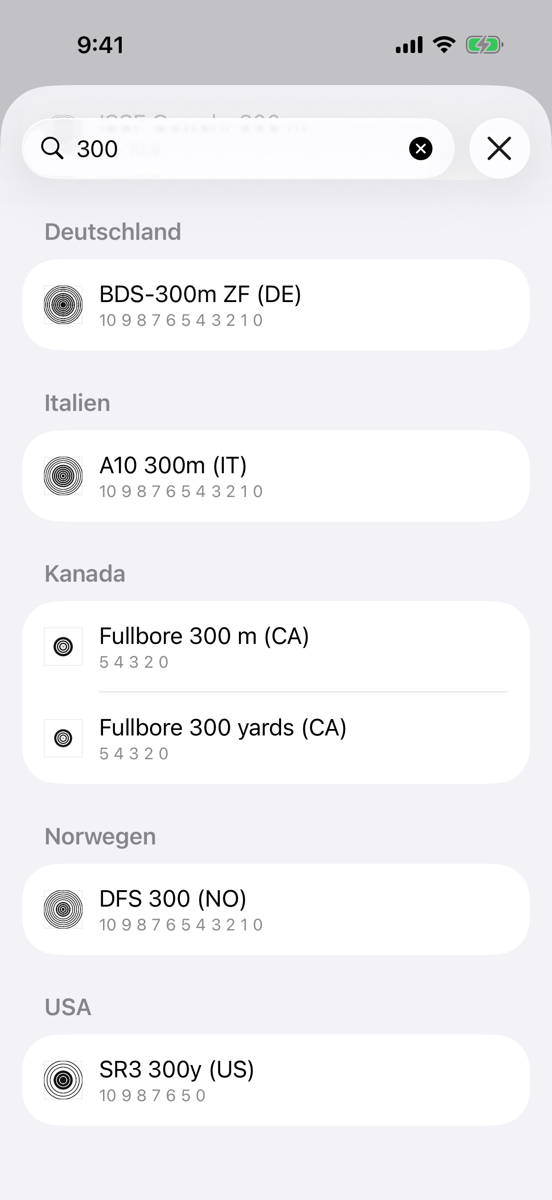 9:41
300
Deutschland
BDS-300m ZF (DE)
10 9 8 7 6 5 4 3 2 1 0
Italien
A10 300m (IT)
10 9 8 7 6 5 4 3 2 1 0
Kanada
Fullbore 300 m (CA)
5 4 3 2 0
Fullbore 300 yards (CA)
5 4 3 2 0
Norwegen
DFS 300 (NO)
10 9 8 7 6 5 4 3 2 1 0
USA
SR3 300y (US)
10 9 8 7 6 5 0